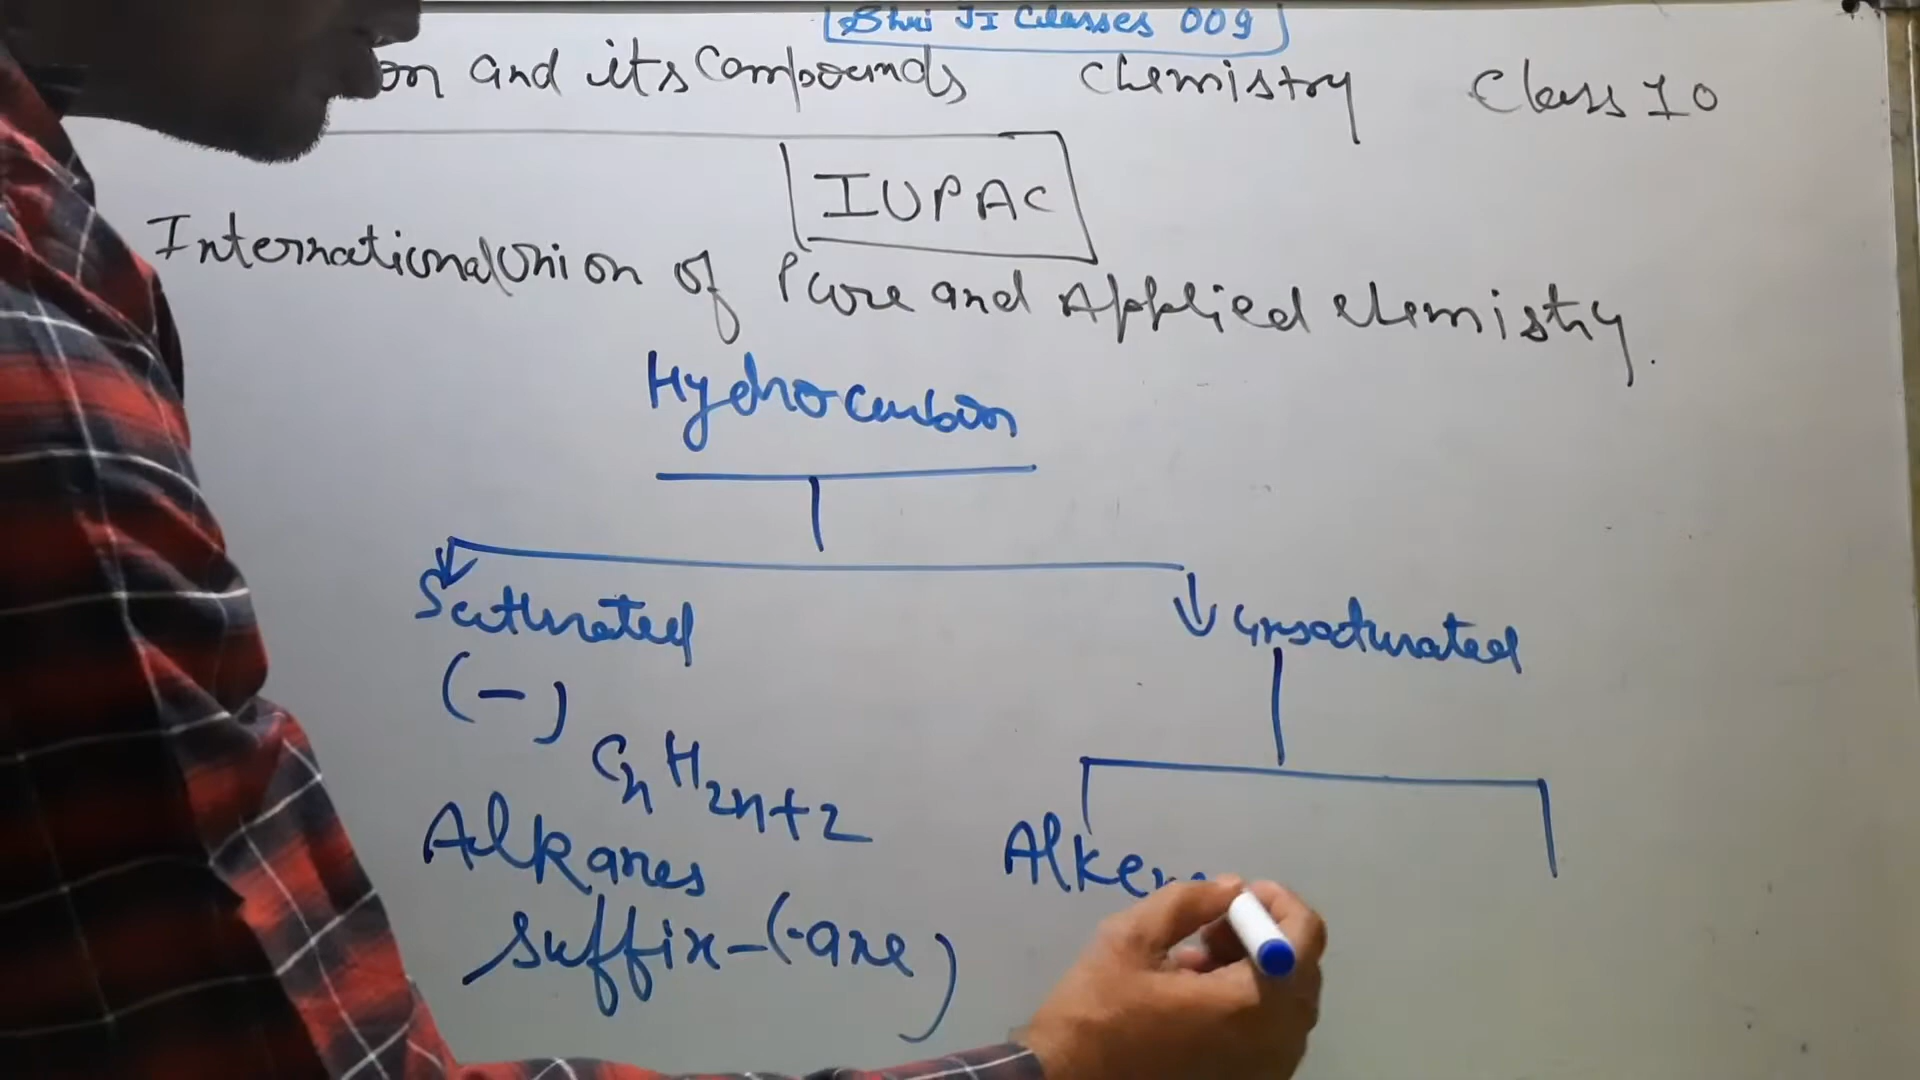 Shri JI Classes 009
on and its Compounds Chemistry Class 10
IUPAC
International Union of Pure and Applied chemistry.
Hydrocarbon
Saturated Unsaturated
(-)
CnH2n+2
Alkanes Alken
suffix-(-ane)